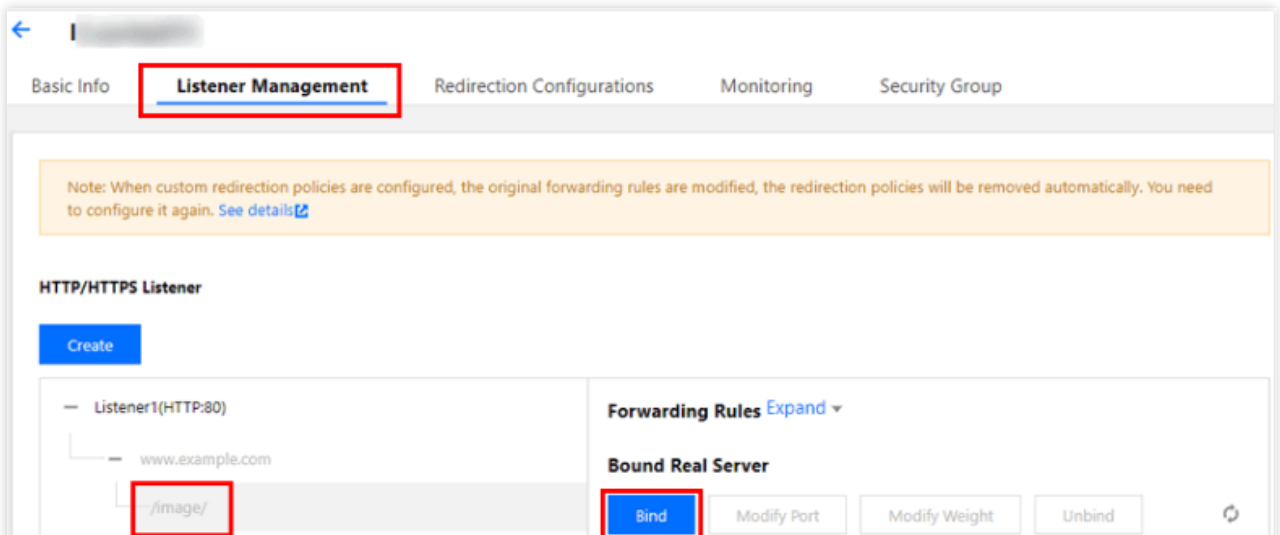 Basic Info Listener Management Redirection Configurations Monitoring Security Group
Note: When custom redirection policies are configured, the original forwarding rules are modified, the redirection policies will be removed automatically. You need
to configure it again. See details
HTTP/HTTPS Listener
Create
Listener1(HTTP:80)
www.example.com
/image/
Forwarding Rules Expand
Bound Real Server
Bind Modify Port Modify Weight Unbind